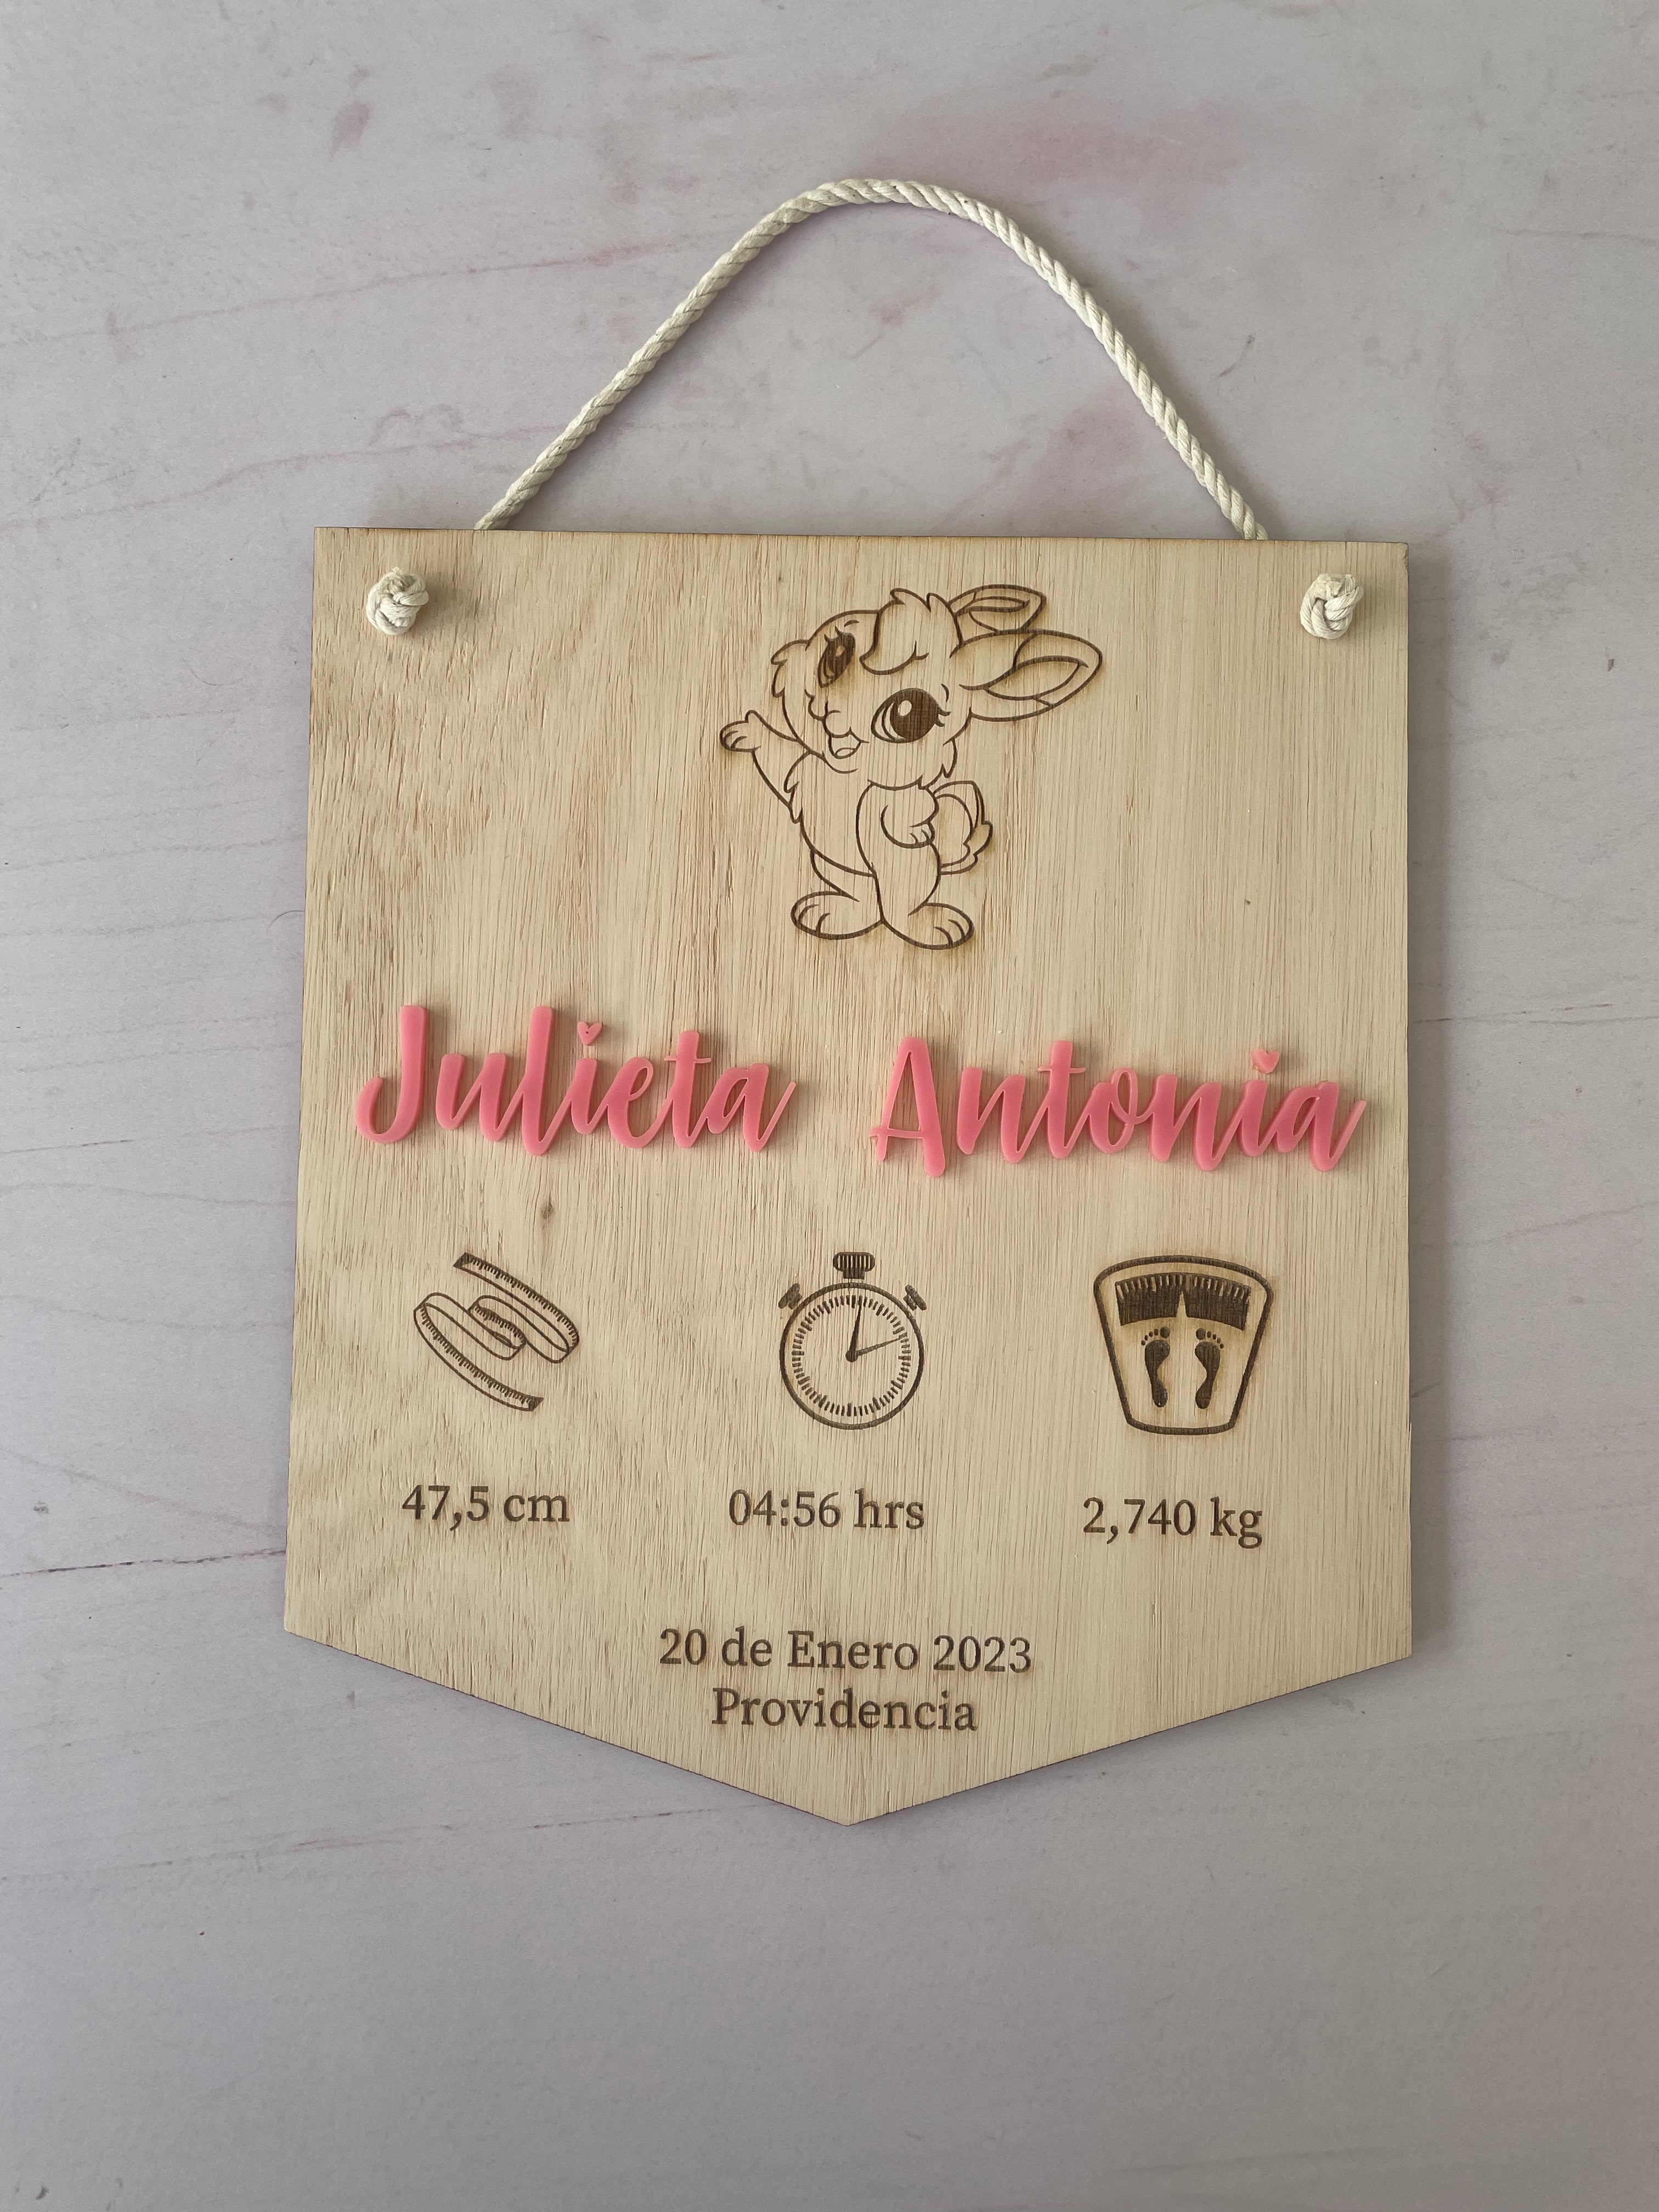 Julieta Antonia
47,5 cm 04:56 hrs 2,740 kg
20 de Enero 2023
Providencia